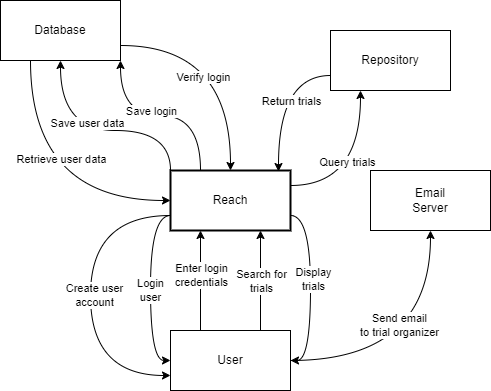 Database
Repository
Verify login
Return trials
Save login
Save user data
Retrieve user data
Query trials
Reach
Email
Server
Create user
account
Login
user
Enter login
credentials
Search for
trials
Display
trials
Send email
to trial organizer
User